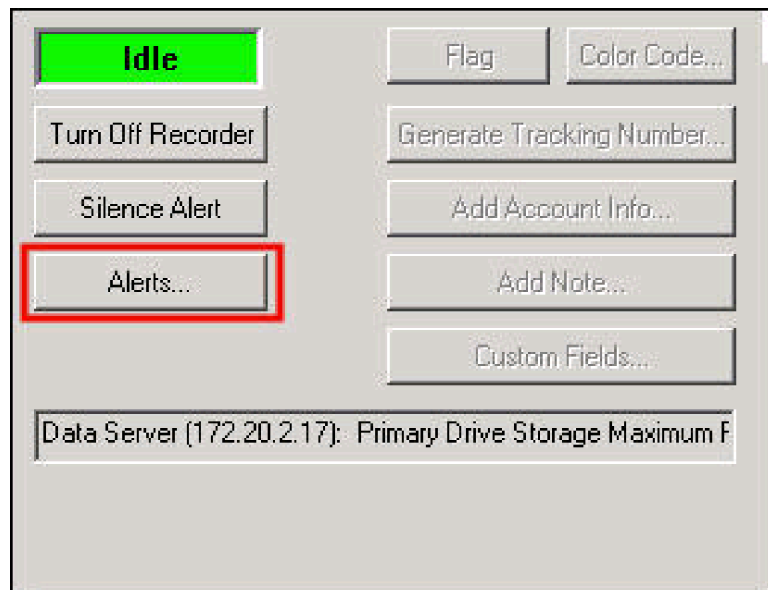 Idle
Flag
Color Code...
Turn Off Recorder
Generate Tracking Number...
Silence Alert
Add Account Info...
Alerts...
Add Note...
Custom Fields...
Data Server (172.20.2.17): Primary Drive Storage Maximum